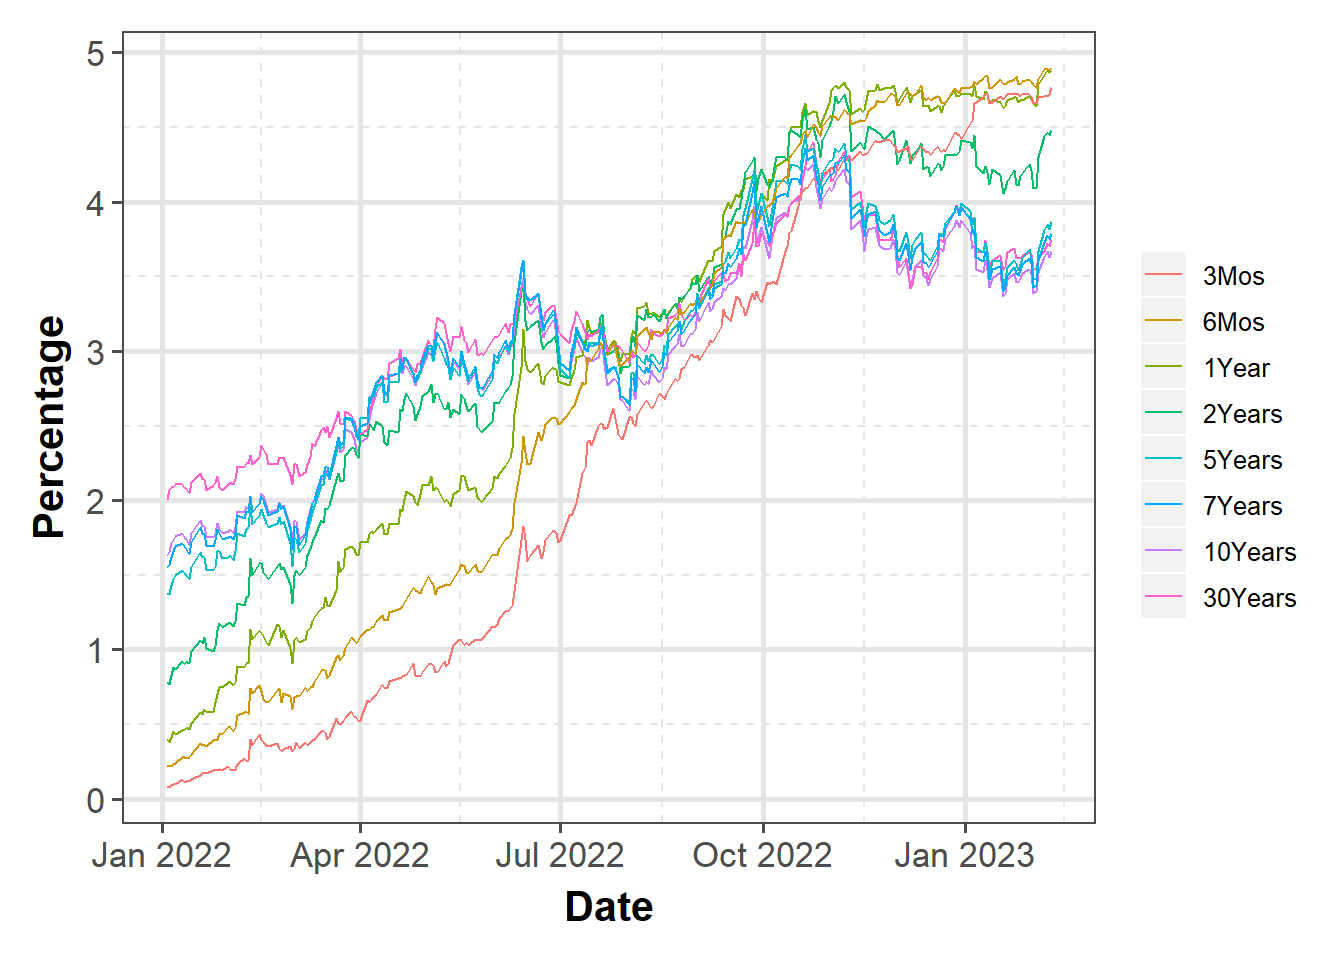 Percentage
5
4
3
2
1
0
Jan 2022 Apr 2022 Jul 2022 Oct 2022 Jan 2023
Date
3Mos
6Mos
1Year
2Years
5Years
7Years
10Years
30Years